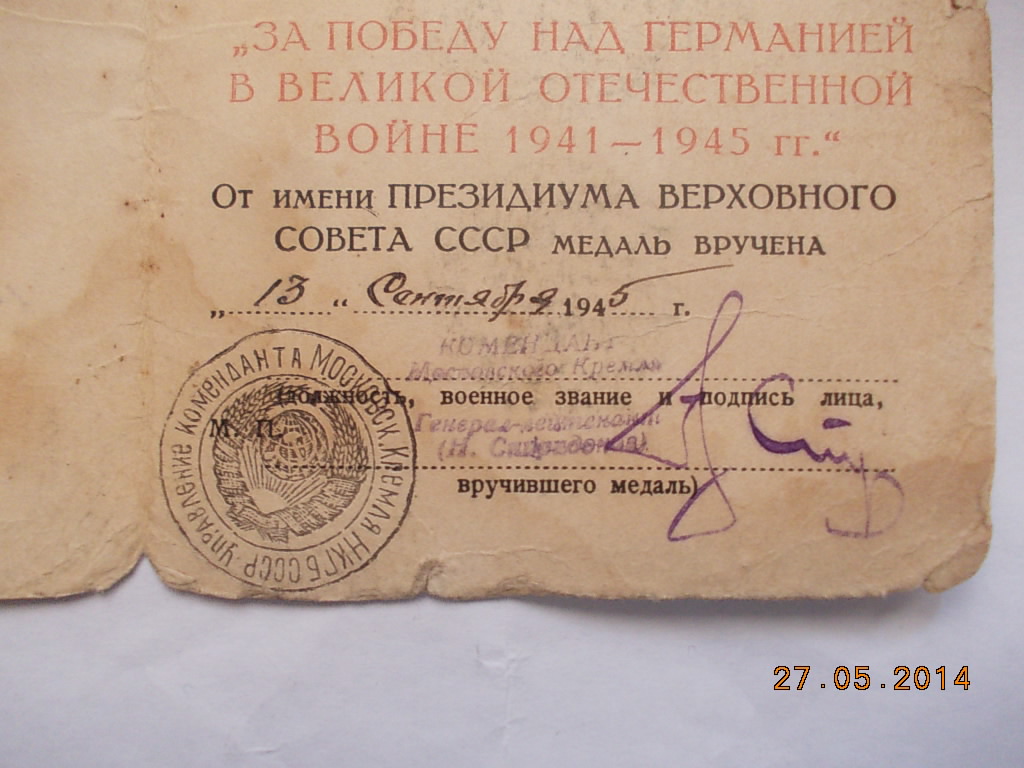 „ЗА ПОБЕДУ НАД ГЕРМАНИЕЙ
В ВЕЛИКОЙ ОТЕЧЕСТВЕННОЙ
ВОЙНЕ 1941—1945 гг.“
От имени ПРЕЗИДИУМА ВЕРХОВНОГО
СОВЕТА СССР МЕДАЛЬ ВРУЧЕНА
„13“ Сентября 1945 г.
КОМЕНДАНТ
Московского Кремля
(должность, военное звание и подпись лица,
Генерал-лейтенант
М. П.
(Н. Спиридонов)
вручившего медаль)
УПРАВЛЕНИЕ КОМЕНДАНТА МОСКОВСК. КРЕМЛЯ НКГБ СССР
27.05.2014